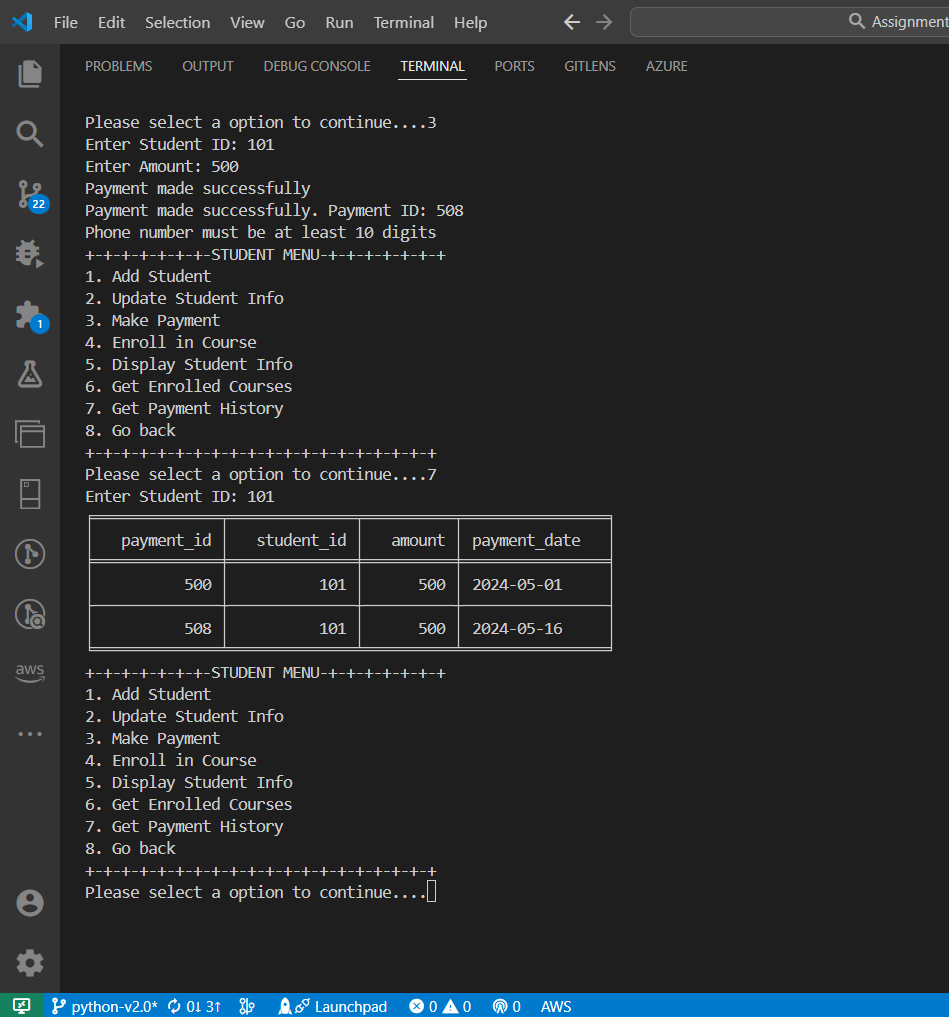 File Edit Selection View Go Run Terminal Help Assignment
PROBLEMS OUTPUT DEBUG CONSOLE TERMINAL PORTS GITLENS AZURE
Please select a option to continue....3
Enter Student ID: 101
Enter Amount: 500
Payment made successfully
Payment made successfully. Payment ID: 508
Phone number must be at least 10 digits
+-+-+-+-+-+-+-STUDENT MENU-+-+-+-+-+-+-+
1. Add Student
2. Update Student Info
3. Make Payment
4. Enroll in Course
5. Display Student Info
6. Get Enrolled Courses
7. Get Payment History
8. Go back
+-+-+-+-+-+-+-+-+-+-+-+-+-+-+-+-+-+-+-+
Please select a option to continue....7
Enter Student ID: 101
payment_id student_id amount payment_date
500 101 500 2024-05-01
508 101 500 2024-05-16
+-+-+-+-+-+-+-STUDENT MENU-+-+-+-+-+-+-+
1. Add Student
2. Update Student Info
3. Make Payment
4. Enroll in Course
5. Display Student Info
6. Get Enrolled Courses
7. Get Payment History
8. Go back
+-+-+-+-+-+-+-+-+-+-+-+-+-+-+-+-+-+-+-+
Please select a option to continue....
22
1
aws
python-v2.0* 0↓ 3↑ Launchpad 0 0 0 AWS